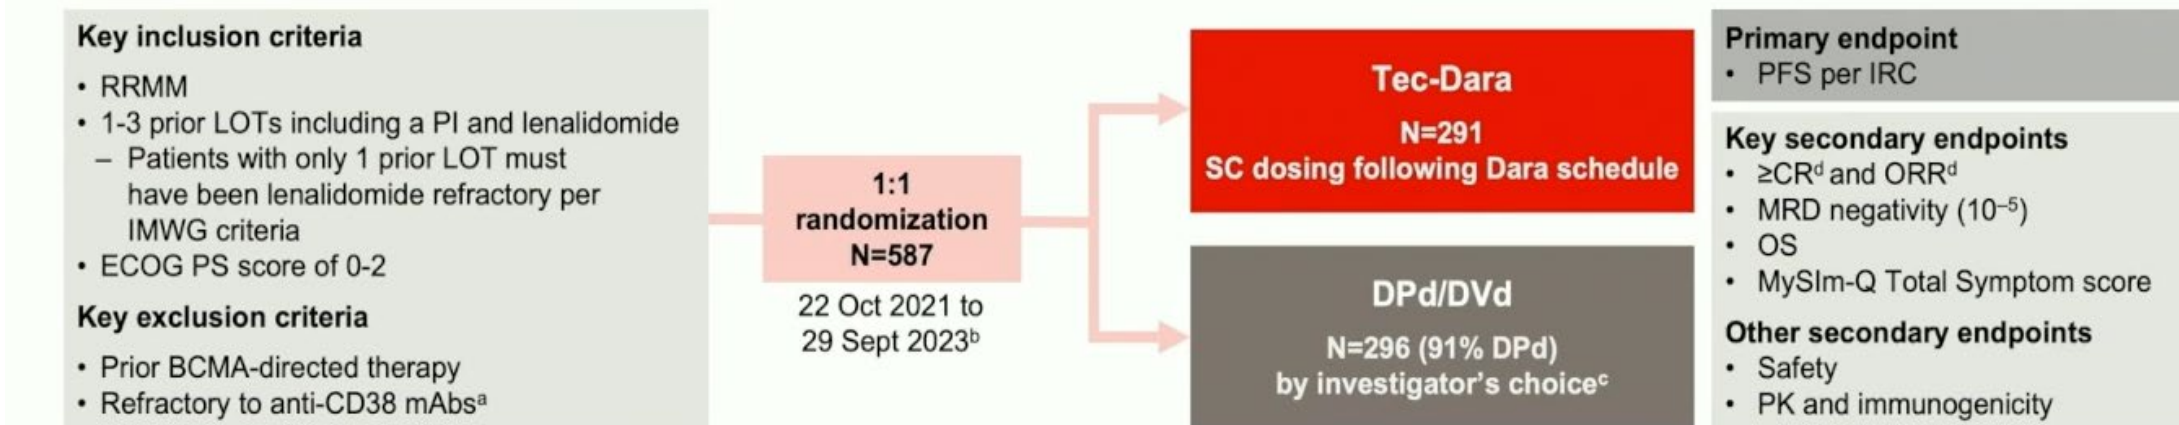 Key inclusion criteria
• RRMM
• 1-3 prior LOTs including a PI and lenalidomide
– Patients with only 1 prior LOT must
have been lenalidomide refractory per
IMWG criteria
• ECOG PS score of 0-2
Key exclusion criteria
• Prior BCMA-directed therapy
• Refractory to anti-CD38 mAbsᵃ
1:1
randomization
N=587
22 Oct 2021 to
29 Sept 2023ᵇ
Tec-Dara
N=291
SC dosing following Dara schedule
DPd/DVd
N=296 (91% DPd)
by investigator's choiceᶜ
Primary endpoint
• PFS per IRC
Key secondary endpoints
• ≥CRᵈ and ORRᵈ
• MRD negativity (10⁻⁵)
• OS
• MySIm-Q Total Symptom score
Other secondary endpoints
• Safety
• PK and immunogenicity